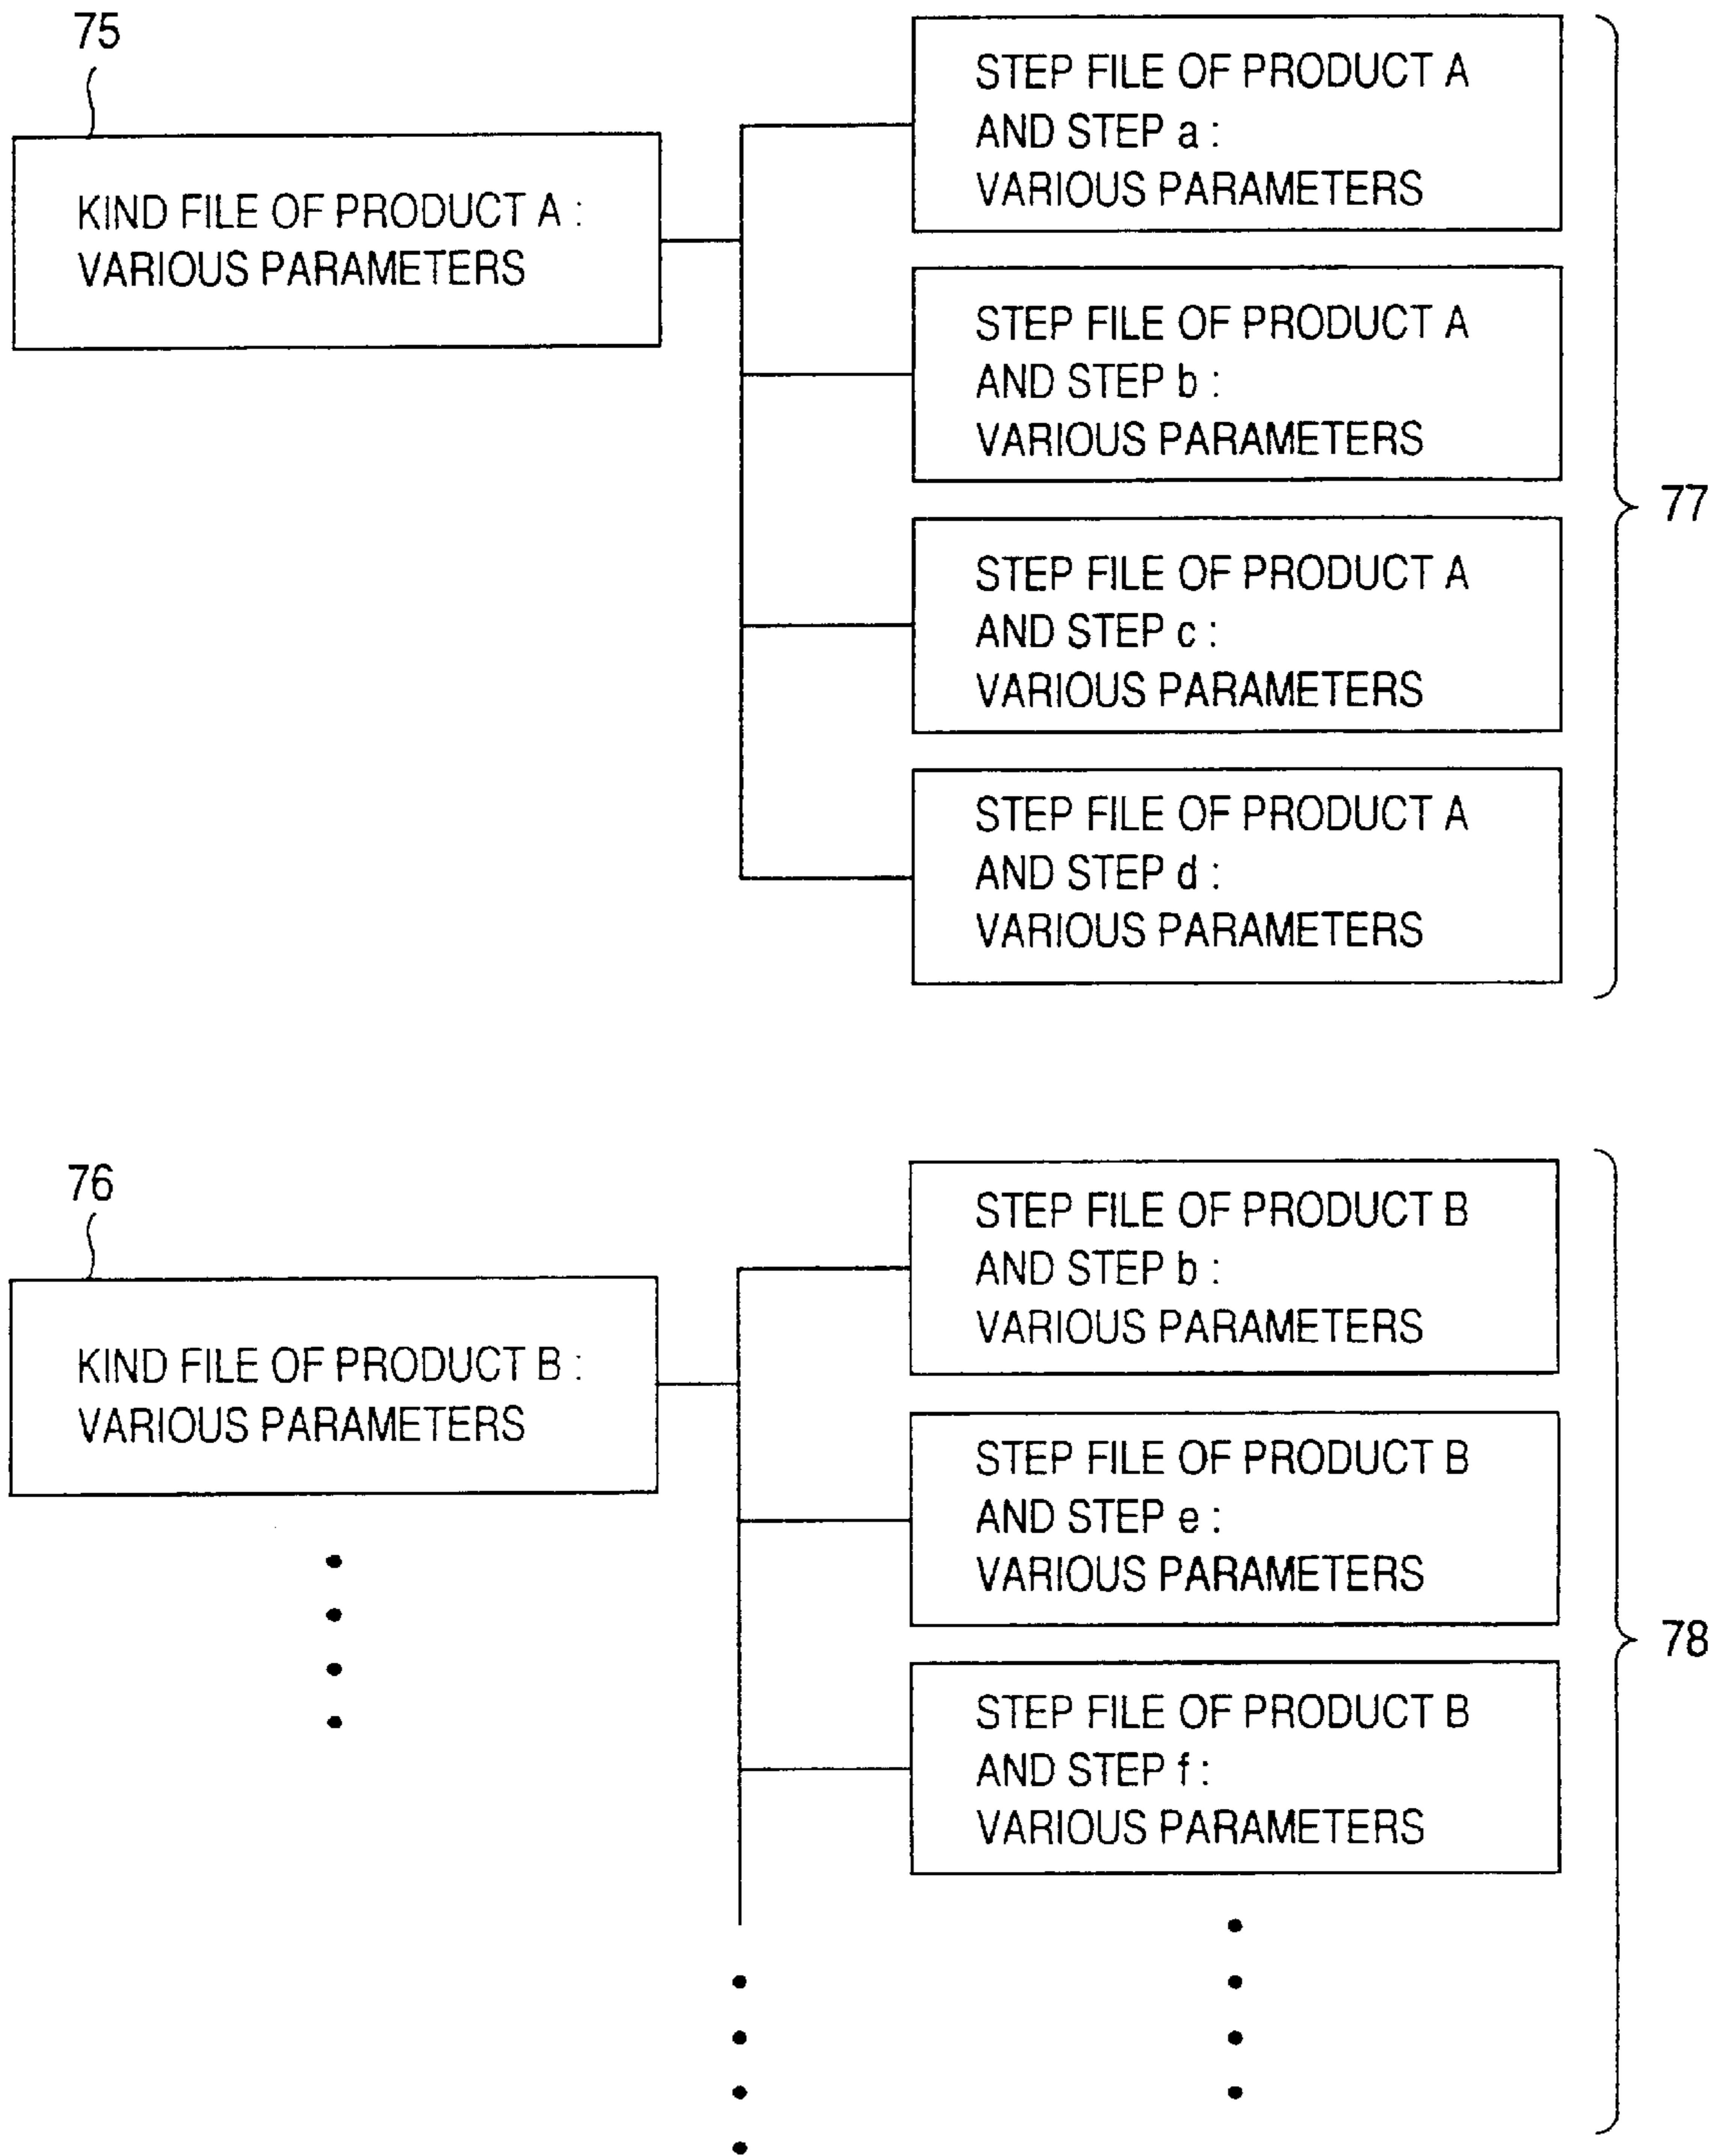 75
KIND FILE OF PRODUCT A :
VARIOUS PARAMETERS
STEP FILE OF PRODUCT A
AND STEP a :
VARIOUS PARAMETERS
STEP FILE OF PRODUCT A
AND STEP b :
VARIOUS PARAMETERS
STEP FILE OF PRODUCT A
AND STEP c :
VARIOUS PARAMETERS
STEP FILE OF PRODUCT A
AND STEP d :
VARIOUS PARAMETERS
77
76
KIND FILE OF PRODUCT B :
VARIOUS PARAMETERS
STEP FILE OF PRODUCT B
AND STEP b :
VARIOUS PARAMETERS
STEP FILE OF PRODUCT B
AND STEP e :
VARIOUS PARAMETERS
STEP FILE OF PRODUCT B
AND STEP f :
VARIOUS PARAMETERS
78